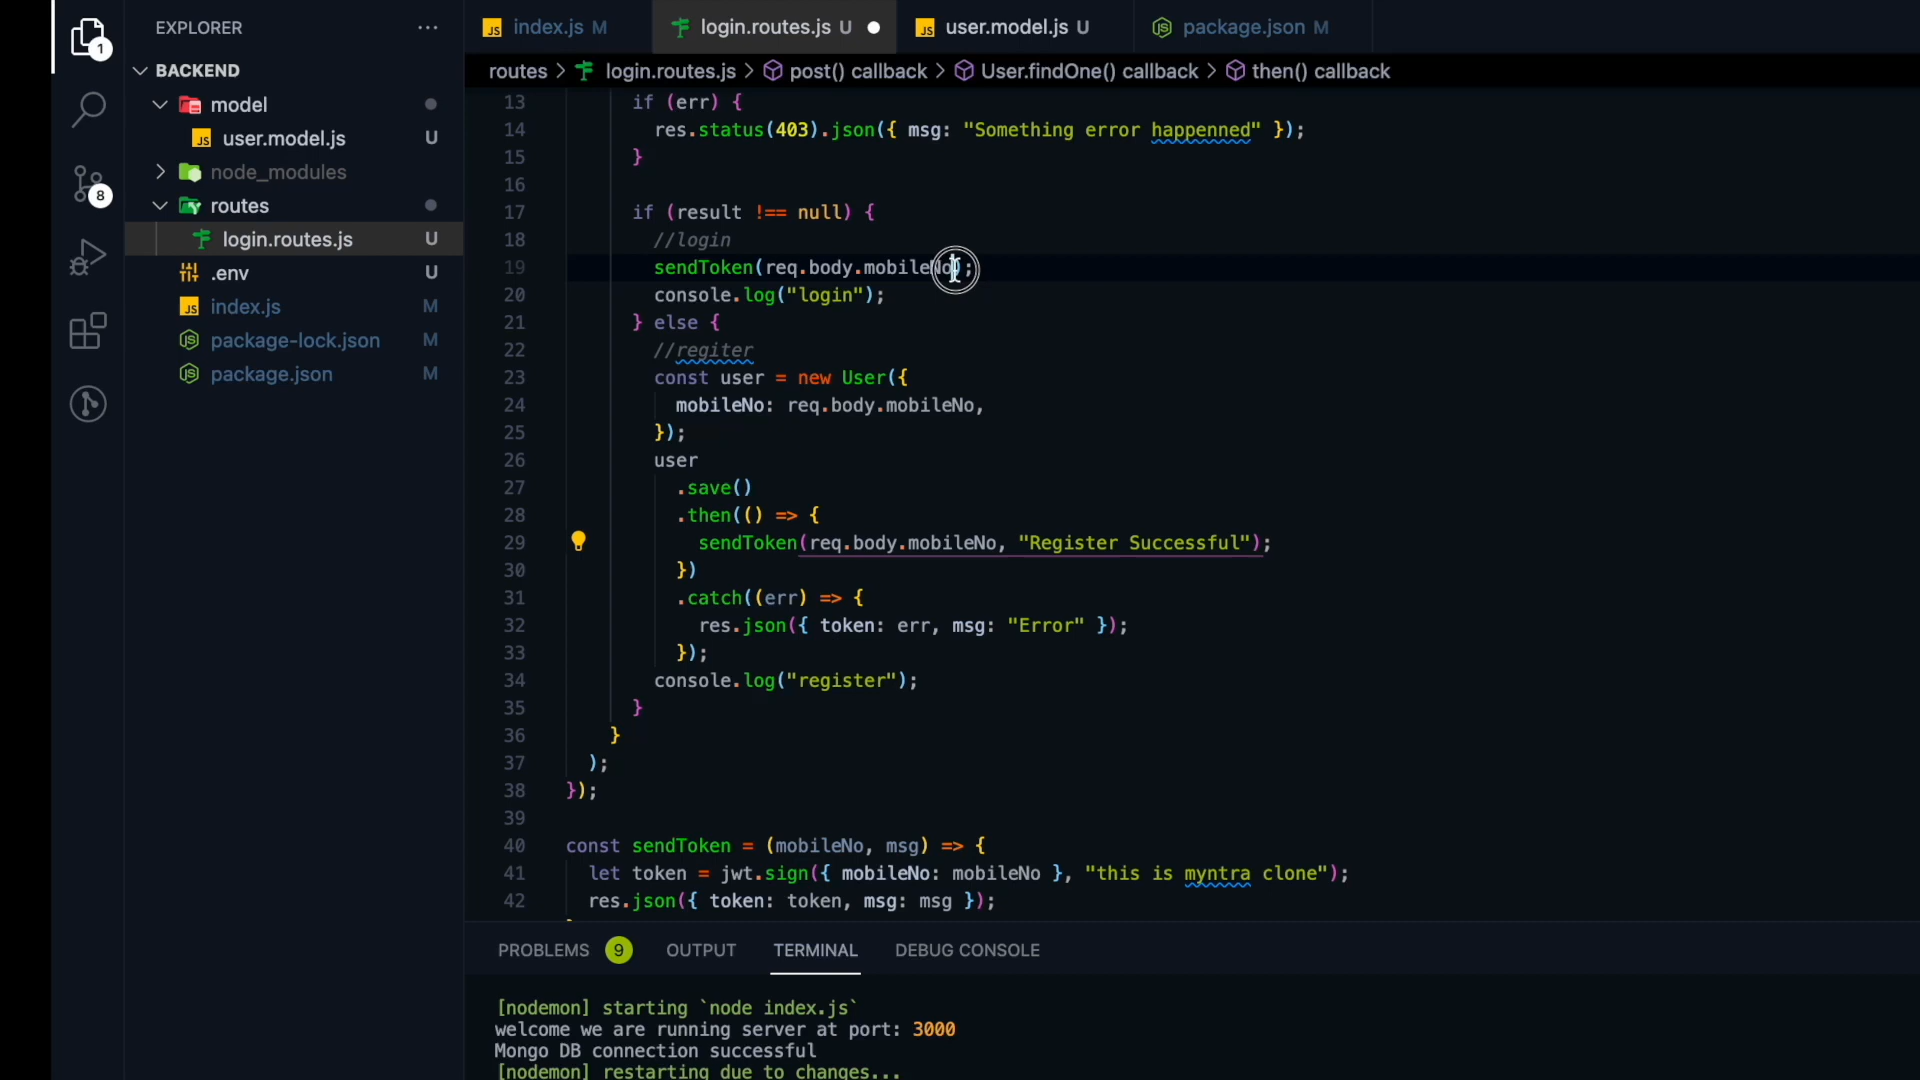 EXPLORER
BACKEND
model
user.model.js U
node_modules
routes
login.routes.js U
.env U
index.js M
package-lock.json M
package.json M
1
8
index.js M
login.routes.js U
user.model.js U
package.json M
routes > login.routes.js > post() callback > User.findOne() callback > then() callback
13 if (err) {
14 res.status(403).json({ msg: "Something error happenned" });
15 }
16
17 if (result !== null) {
18 //login
19 sendToken(req.body.mobileNo);
20 console.log("login");
21 } else {
22 //regiter
23 const user = new User({
24 mobileNo: req.body.mobileNo,
25 });
26 user
27 .save()
28 .then(() => {
29 sendToken(req.body.mobileNo, "Register Successful");
30 })
31 .catch((err) => {
32 res.json({ token: err, msg: "Error" });
33 });
34 console.log("register");
35 }
36 }
37 );
38 });
39
40 const sendToken = (mobileNo, msg) => {
41 let token = jwt.sign({ mobileNo: mobileNo }, "this is myntra clone");
42 res.json({ token: token, msg: msg });
PROBLEMS 9 OUTPUT TERMINAL DEBUG CONSOLE
[nodemon] starting `node index.js`
welcome we are running server at port: 3000
Mongo DB connection successful
[nodemon] restarting due to changes...